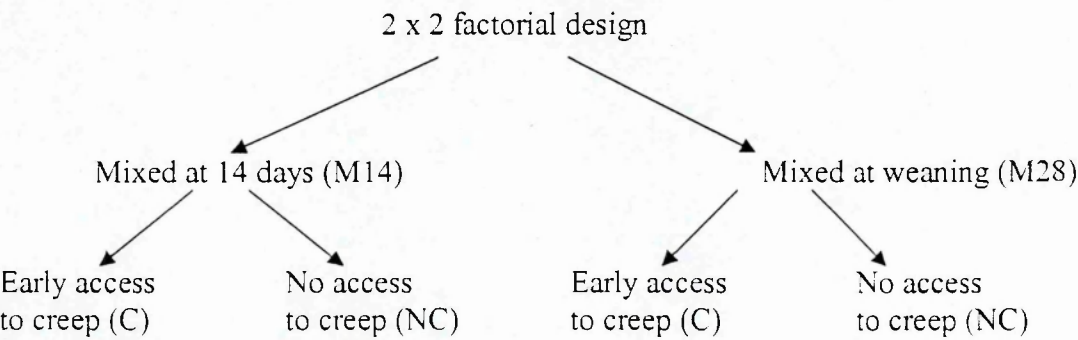 2 x 2 factorial design
Mixed at 14 days (M14)
Mixed at weaning (M28)
Early access
to creep (C)
No access
to creep (NC)
Early access
to creep (C)
No access
to creep (NC)